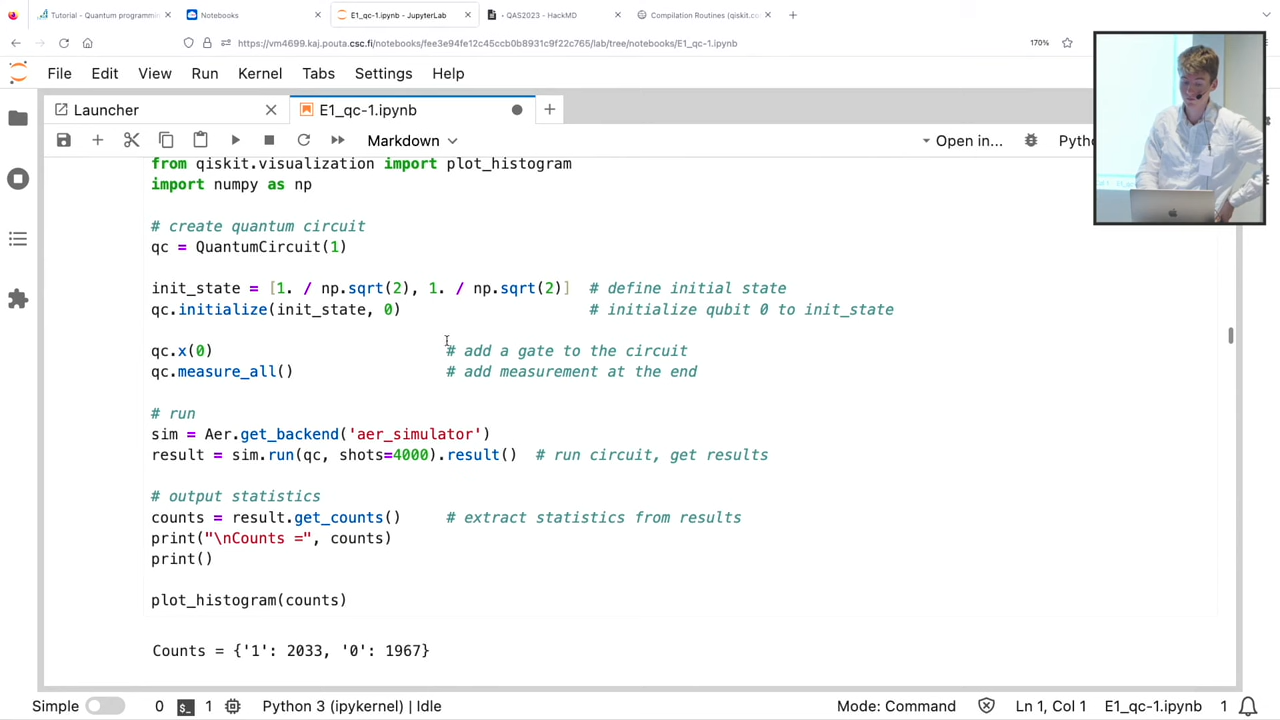 Tutorial - Quantum programmin
Notebooks
E1_qc-1.ipynb - JupyterLab
- QAS2023 - HackMD
Compilation Routines (qiskit.co
https://vm4699.kaj.pouta.csc.fi/notebooks/fee3e94fe12c45ccb0b8931c9f22c765/lab/tree/notebooks/E1_qc-1.ipynb
170%
File Edit View Run Kernel Tabs Settings Help
Launcher
E1_qc-1.ipynb
Markdown
Open in...
Pyth
from qiskit.visualization import plot_histogram
import numpy as np
# create quantum circuit
qc = QuantumCircuit(1)
init_state = [1. / np.sqrt(2), 1. / np.sqrt(2)] # define initial state
qc.initialize(init_state, 0) # initialize qubit 0 to init_state
qc.x(0) # add a gate to the circuit
qc.measure_all() # add measurement at the end
# run
sim = Aer.get_backend('aer_simulator')
result = sim.run(qc, shots=4000).result() # run circuit, get results
# output statistics
counts = result.get_counts() # extract statistics from results
print("\nCounts =", counts)
print()
plot_histogram(counts)
Counts = {'1': 2033, '0': 1967}
Simple 0 $_ 1 Python 3 (ipykernel) | Idle Mode: Command Ln 1, Col 1 E1_qc-1.ipynb 1